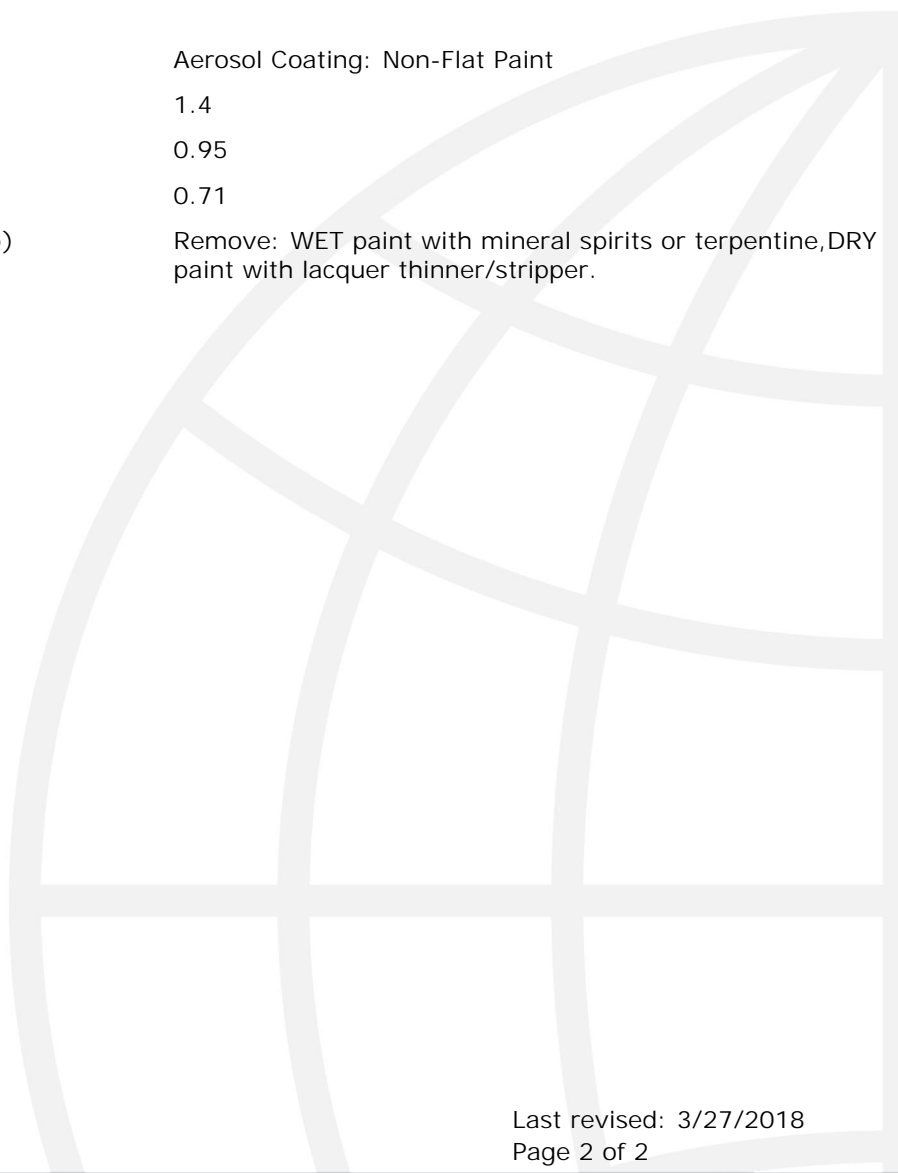 Aerosol Coating: Non-Flat Paint
1.4
0.95
0.71
) Remove: WET paint with mineral spirits or terpentine,DRY
paint with lacquer thinner/stripper.
Last revised: 3/27/2018
Page 2 of 2